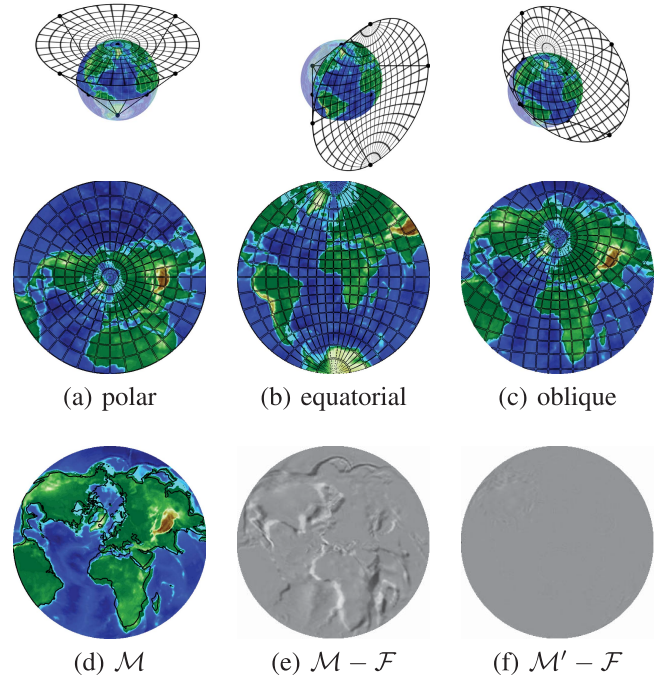 (a) polar
(b) equatorial
(c) oblique
(d) ℳ
(e) ℳ − ℱ
(f) ℳ′ − ℱ